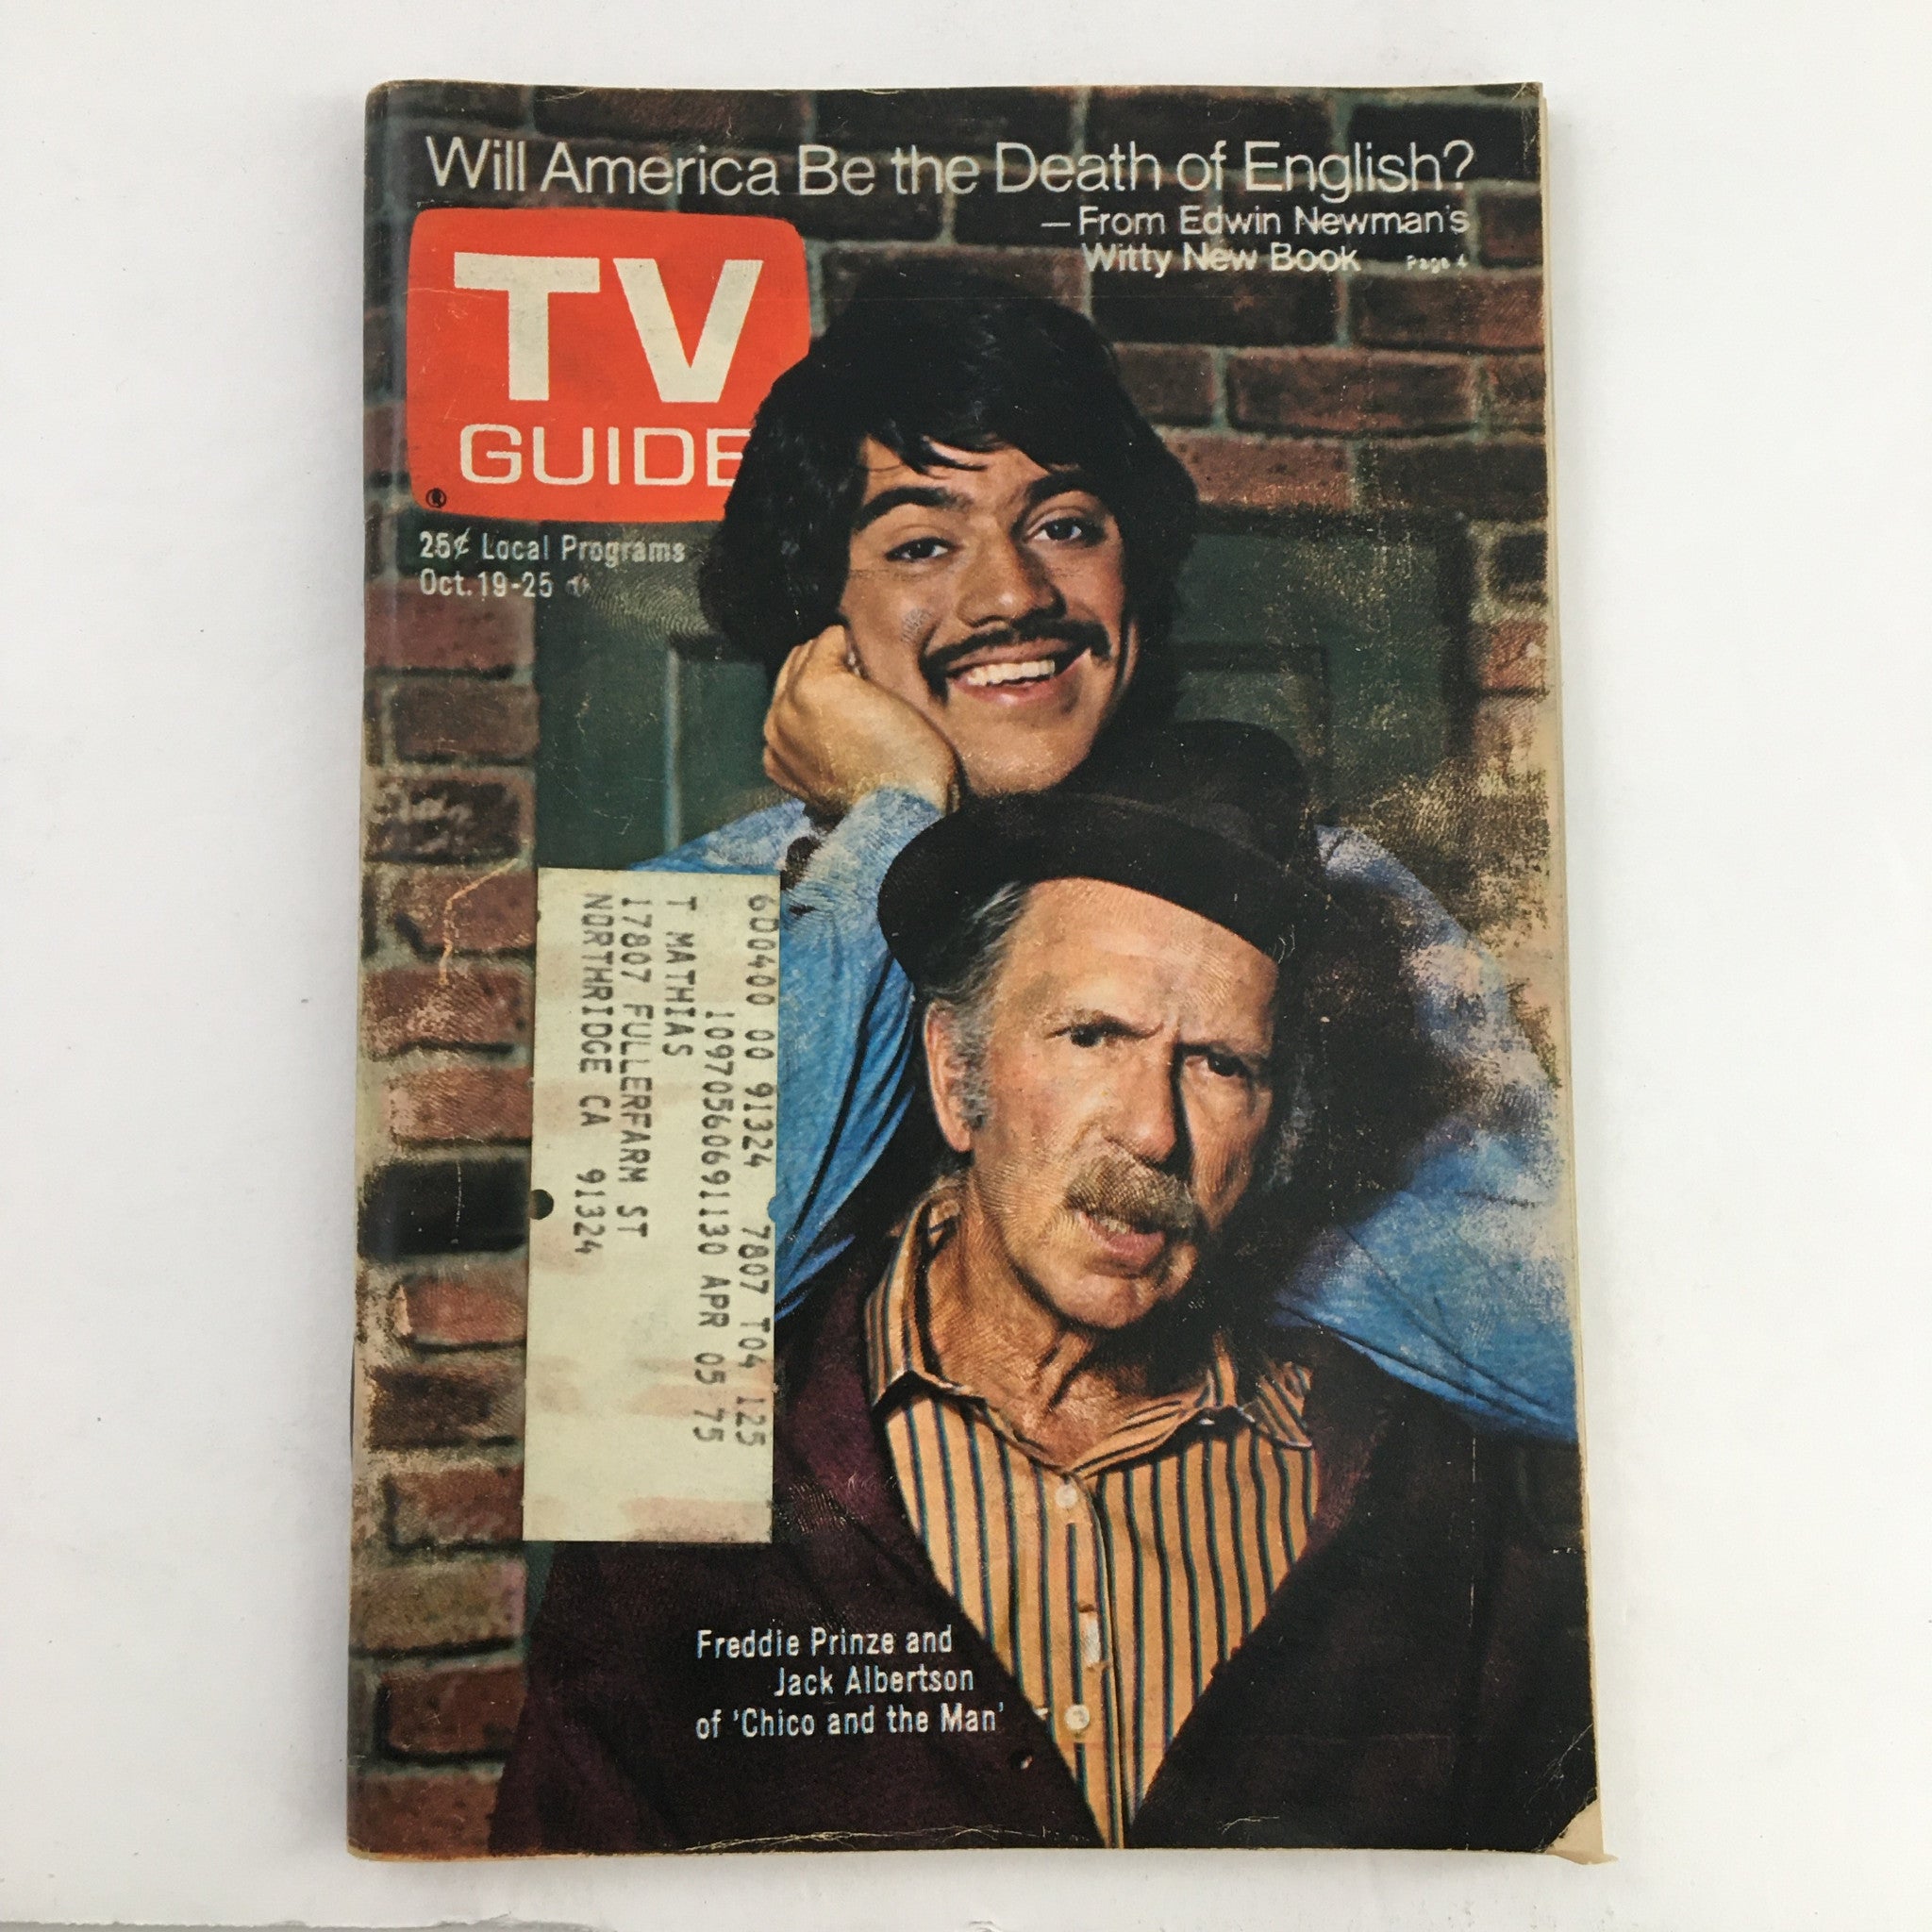 Will America Be the Death of English?
—From Edwin Newman's
Witty New Book Page 4
TV
GUIDE
®
25¢ Local Programs
Oct. 19-25
6D0400 00 91324 7807 T04 125
10970560691130 APR 05 75
T MATHIAS
17807 FULLERFARM ST
NORTHRIDGE CA 91324
Freddie Prinze and
Jack Albertson
of 'Chico and the Man'